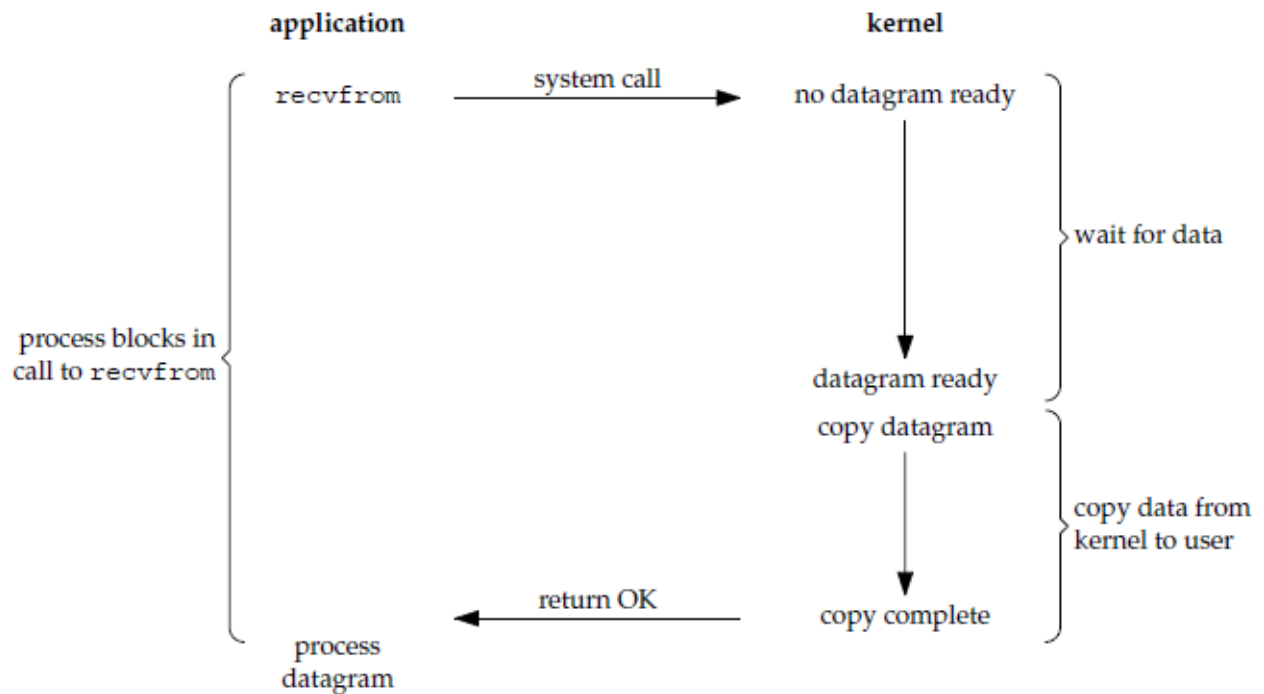 application
kernel
recvfrom
system call
no datagram ready
wait for data
process blocks in
call to recvfrom
datagram ready
copy datagram
copy data from
kernel to user
return OK
copy complete
process
datagram